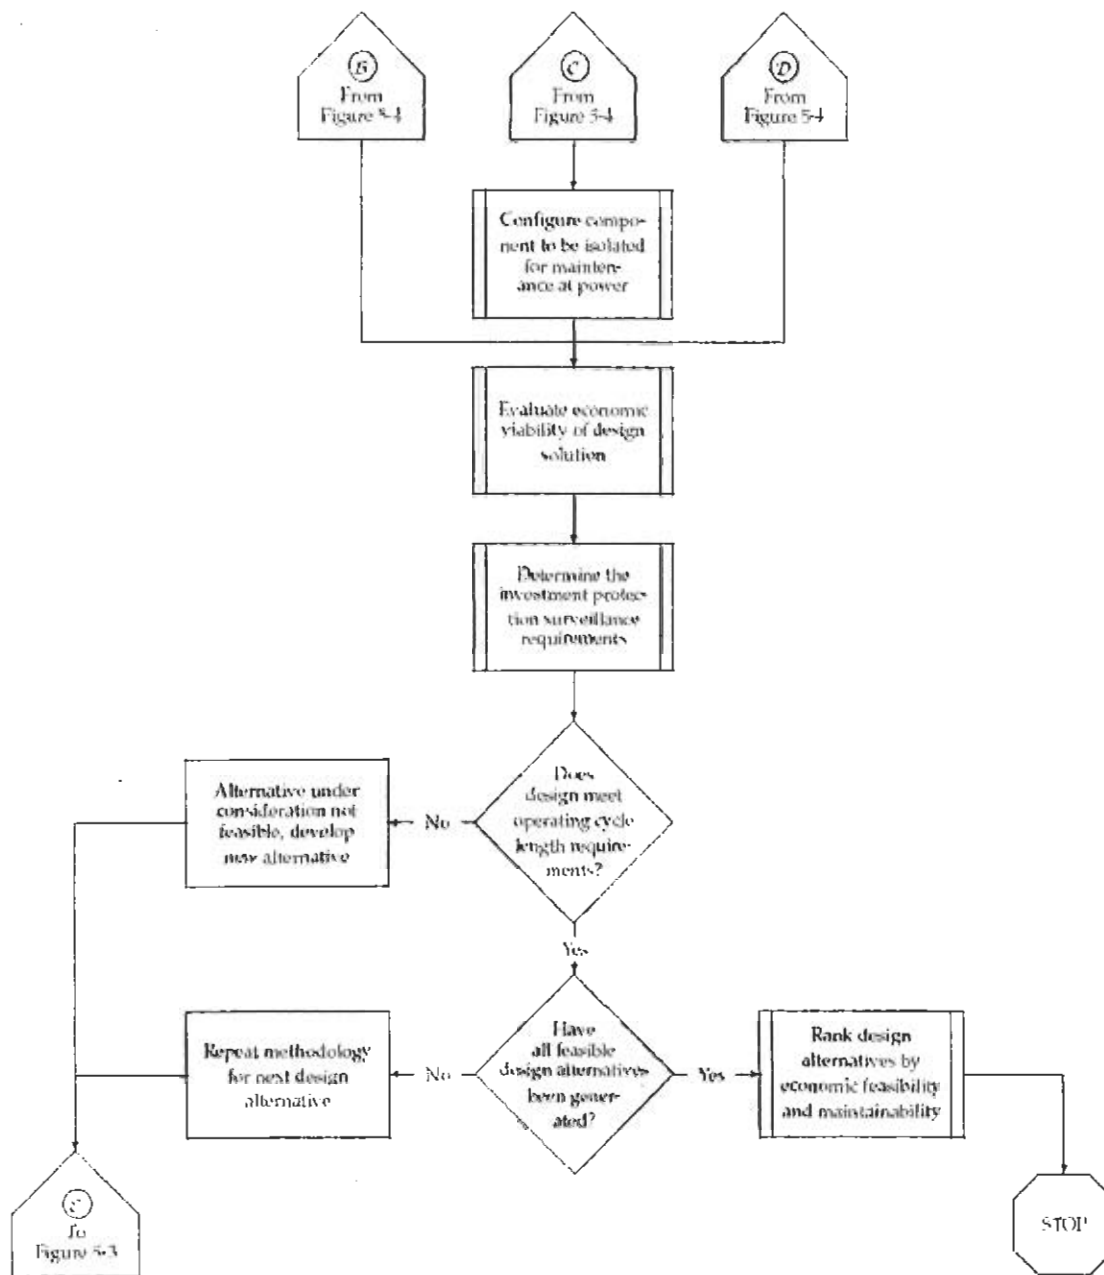 B
From
Figure 5-4
C
From
Figure 5-4
D
From
Figure 5-4
Configure compo-
nent to be isolated
for mainten-
ance at power
Evaluate economic
viability of design
solution
Determine the
investment protec-
tion surveillance
requirements
Does
design meet
operating cycle
length require-
ments?
No
Alternative under
consideration not
feasible, develop
new alternative
Yes
Have
all feasible
design alternatives
been gener-
ated?
No
Repeat methodology
for next design
alternative
Yes
Rank design
alternatives by
economic feasibility
and maintainability
To
Figure 5-3
STOP